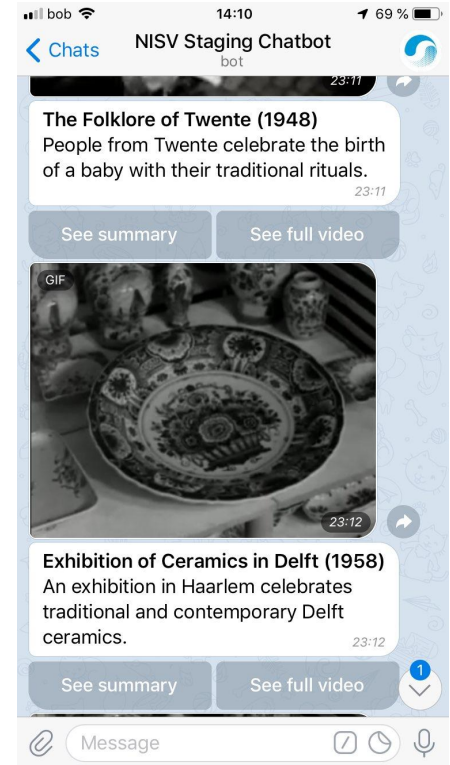 bob
14:10
69 %
Chats
NISV Staging Chatbot
bot
23:11
The Folklore of Twente (1948)
People from Twente celebrate the birth
of a baby with their traditional rituals.
23:11
See summary
See full video
GIF
23:12
Exhibition of Ceramics in Delft (1958)
An exhibition in Haarlem celebrates
traditional and contemporary Delft
ceramics.
23:12
See summary
See full video
1
Message